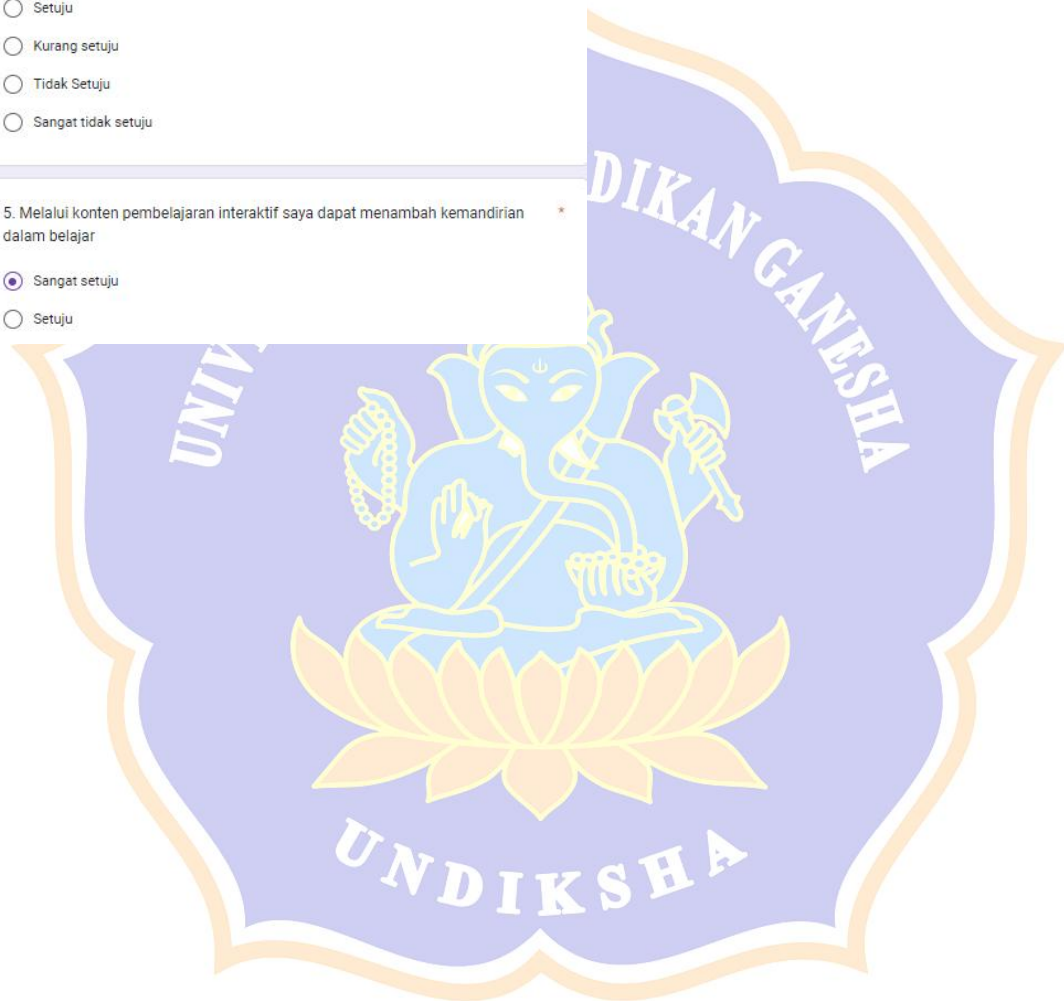 Setuju
Kurang setuju
Tidak Setuju
Sangat tidak setuju
5. Melalui konten pembelajaran interaktif saya dapat menambah kemandirian *
dalam belajar
Sangat setuju
Setuju
DIKAN GANESHA
UNDIKSHA